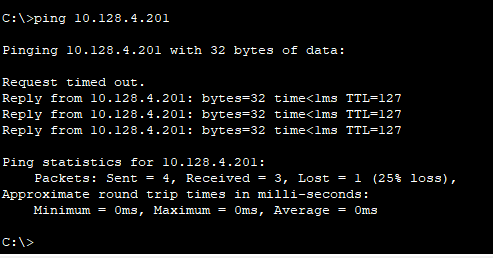 C:\>ping 10.128.4.201
Pinging 10.128.4.201 with 32 bytes of data:
Request timed out.
Reply from 10.128.4.201: bytes=32 time<1ms TTL=127
Reply from 10.128.4.201: bytes=32 time<1ms TTL=127
Reply from 10.128.4.201: bytes=32 time<1ms TTL=127
Ping statistics for 10.128.4.201:
    Packets: Sent = 4, Received = 3, Lost = 1 (25% loss),
Approximate round trip times in milli-seconds:
    Minimum = 0ms, Maximum = 0ms, Average = 0ms
C:\>